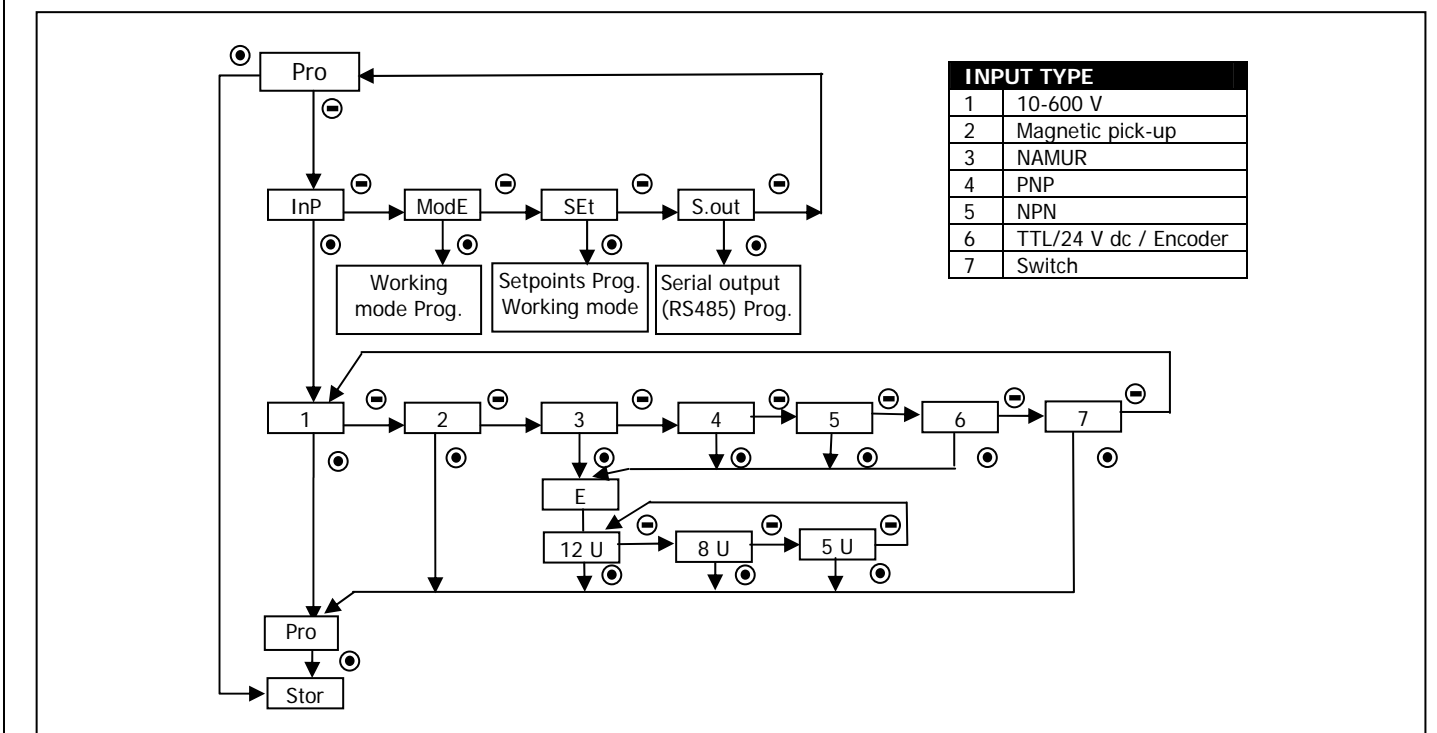 Pro
INPUT TYPE
1 10-600 V
2 Magnetic pick-up
3 NAMUR
4 PNP
5 NPN
6 TTL/24 V dc / Encoder
7 Switch
InP ModE SEt S.out
Working
mode Prog.
Setpoints Prog.
Working mode
Serial output
(RS485) Prog.
1 2 3 4 5 6 7
E
12 U 8 U 5 U
Pro
Stor